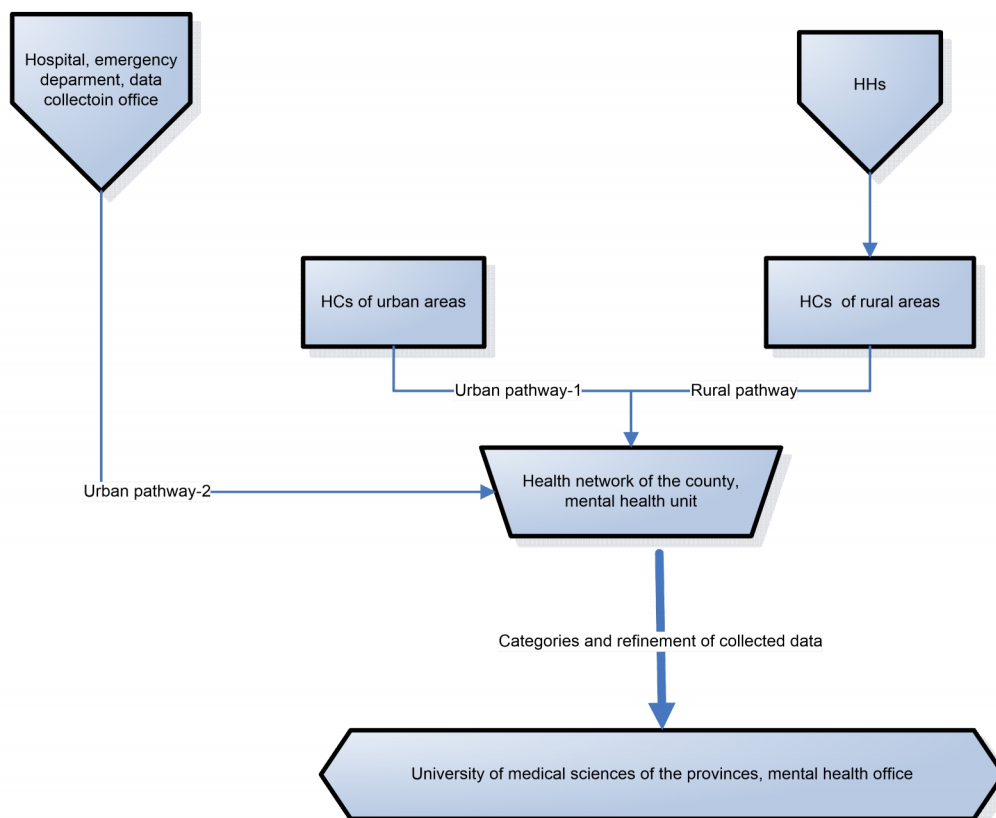 Hospital, emergency
deparment, data
collectoin office
HHs
HCs of urban areas
HCs of rural areas
Urban pathway-1
Rural pathway
Health network of the county,
mental health unit
Urban pathway-2
Categories and refinement of collected data
University of medical sciences of the provinces, mental health office